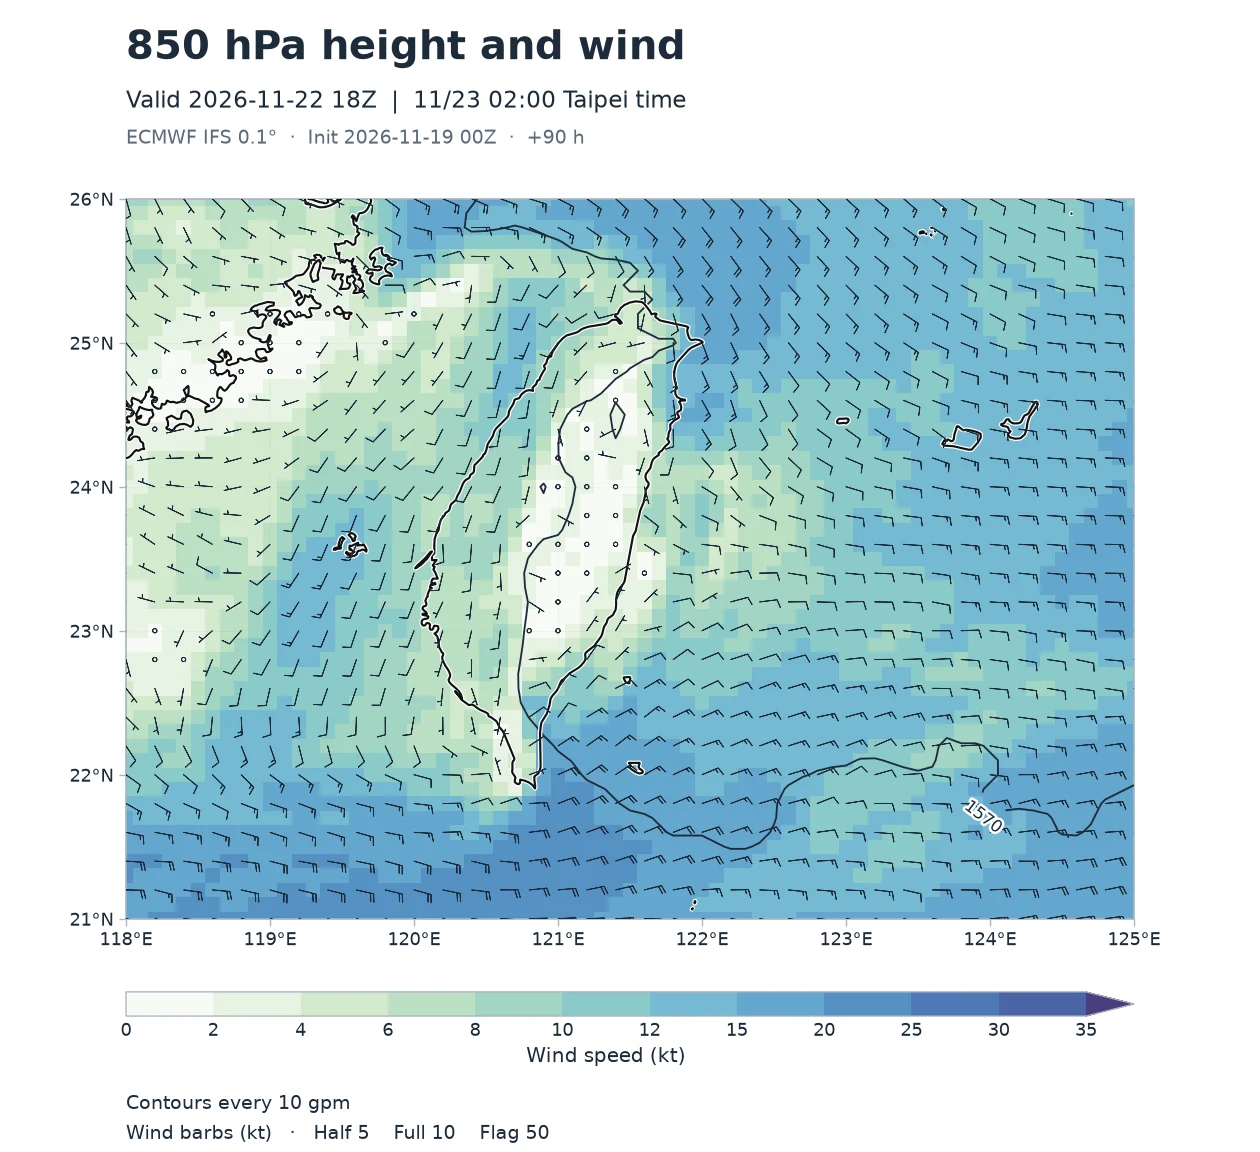 850 hPa height and wind
Valid 2026-11-22 18Z | 11/23 02:00 Taipei time
ECMWF IFS 0.1° · Init 2026-11-19 00Z · +90 h
26°N
25°N
24°N
23°N
22°N
21°N
1570
118°E 119°E 120°E 121°E 122°E 123°E 124°E 125°E
0 2 4 6 8 10 12 15 20 25 30 35
Wind speed (kt)
Contours every 10 gpm
Wind barbs (kt) · Half 5 Full 10 Flag 50